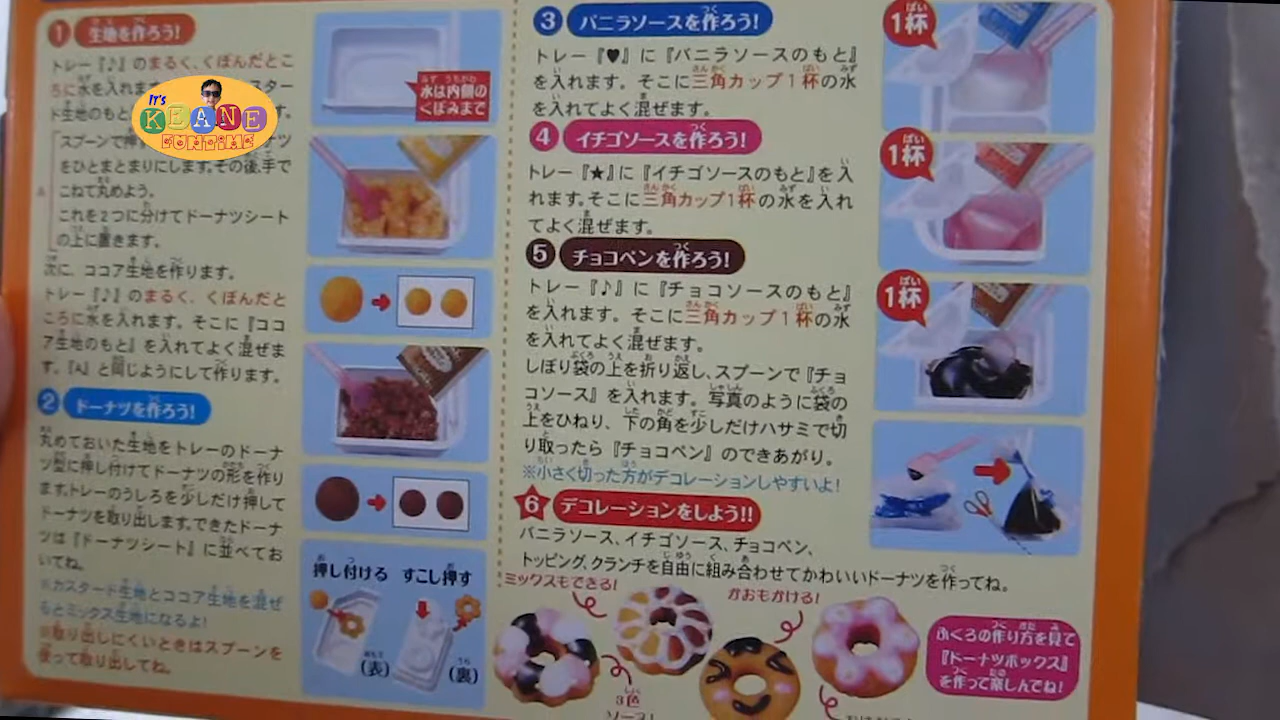 1 生地を作ろう!
トレー『♪』のまるく、くぼんだとこ
ろに水を入れま
ト生地のもと
す。
スプーンで押
をひとまとまりにします。その後、手で
こねて丸めよう。
これを2つに分けてドーナツシート
の上に置きます。
次に、ココア生地を作ります。
トレー『♪』のまるく、くぼんだと
ころに水を入れます。そこに『ココ
ア生地のもと』を入れてよく混ぜま
す。『A』と同じようにして作ります。
It's
KEANE
FUNTIME
水は内側の
くぼみまで
2 ドーナツを作ろう!
丸めておいた生地をトレーのドーナ
ツ型に押し付けてドーナツの形を作り
ます。トレーのうしろを少しだけ押して
ドーナツを取り出します。できたドーナ
ツは『ドーナツシート』に並べてお
いてね。
※カスタード生地とココア生地を混ぜ
るとミックス生地になるよ!
※取り出しにくいときはスプーンを
使って取り出してね。
押し付ける すこし押す
(表) (裏)
3 バニラソースを作ろう!
トレー『♥』に『バニラソースのもと』
を入れます。そこに三角カップ1杯の水
を入れてよく混ぜます。
1杯
4 イチゴソースを作ろう!
トレー『★』に『イチゴソースのもと』を入
れます。そこに三角カップ1杯の水を入れ
てよく混ぜます。
1杯
5 チョコペンを作ろう!
トレー『♪』に『チョコソースのもと』
を入れます。そこに三角カップ1杯の水
を入れてよく混ぜます。
しぼり袋の上を折り返し、スプーンで『チョ
コソース』を入れます。写真のように袋の
上をひねり、下の角を少しだけハサミで切
り取ったら『チョコペン』のできあがり。
※小さく切った方がデコレーションしやすいよ!
1杯
6 デコレーションをしよう!!
バニラソース、イチゴソース、チョコペン、
トッピング、クランチを自由に組み合わせてかわいいドーナツを作ってね。
ミックスもできる!
かおもかける!
3色
ソース!
ふくろの作り方を見て
『ドーナツボックス』
を作って楽しんでね!